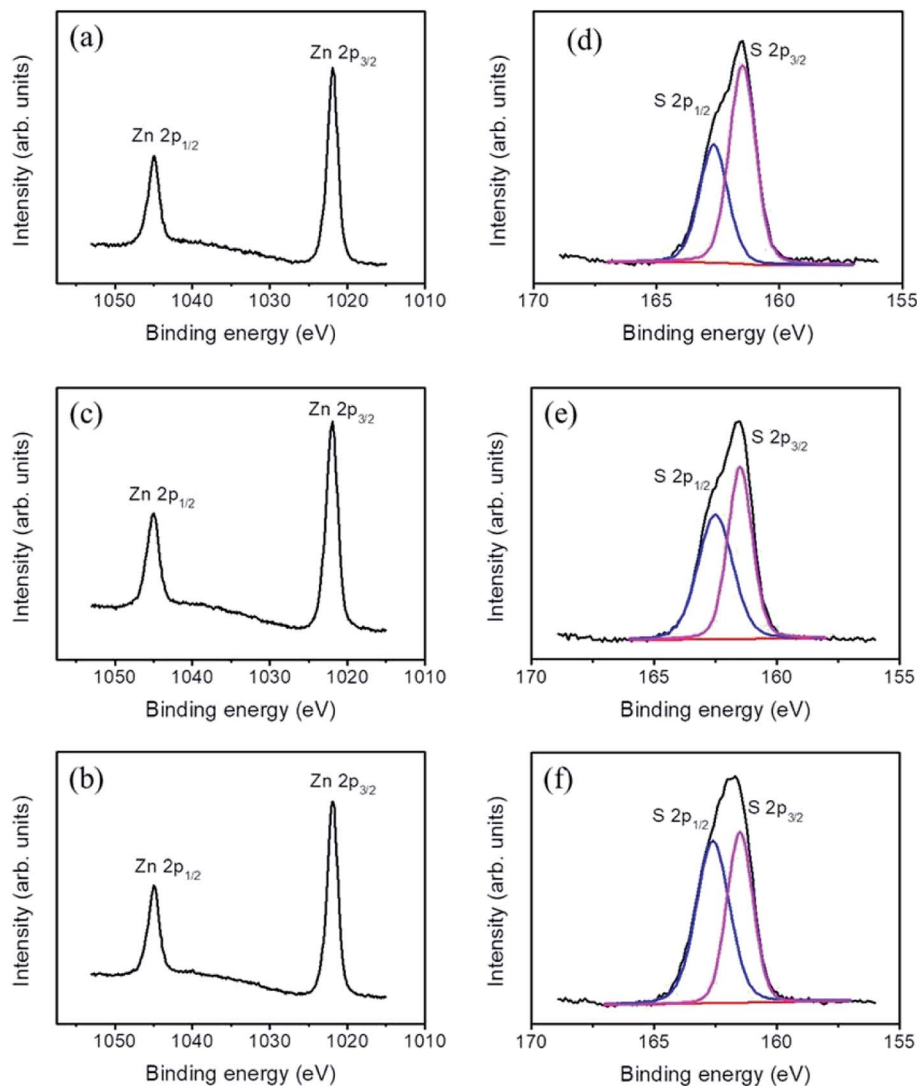 (a)
Zn 2p3/2
Zn 2p1/2
Intensity (arb. units)
1050 1040 1030 1020 1010
Binding energy (eV)
(d)
S 2p3/2
S 2p1/2
Intensity (arb. units)
170 165 160 155
Binding energy (eV)
(c)
Zn 2p3/2
Zn 2p1/2
Intensity (arb. units)
1050 1040 1030 1020 1010
Binding energy (eV)
(e)
S 2p3/2
S 2p1/2
Intensity (arb. units)
170 165 160 155
Binding energy (eV)
(b)
Zn 2p3/2
Zn 2p1/2
Intensity (arb. units)
1050 1040 1030 1020 1010
Binding energy (eV)
(f)
S 2p1/2
S 2p3/2
Intensity (arb. units)
170 165 160 155
Binding energy (eV)